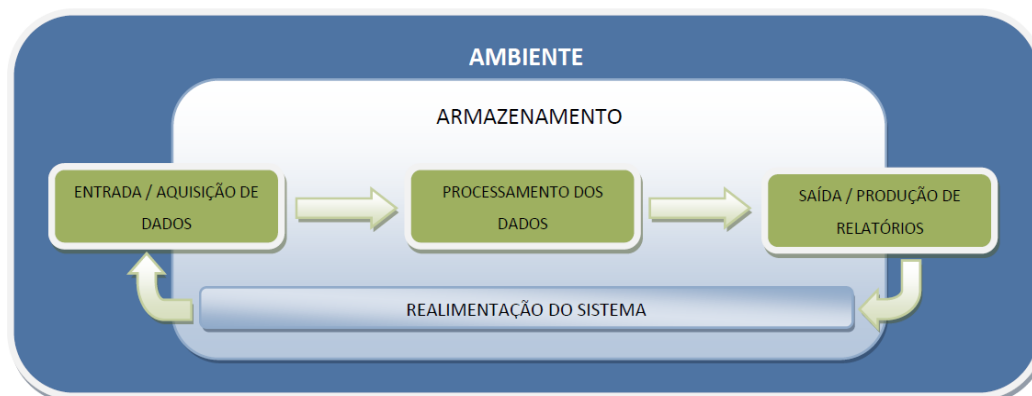 AMBIENTE
ARMAZENAMENTO
ENTRADA / AQUISIÇÃO DE
DADOS
PROCESSAMENTO DOS
DADOS
SAÍDA / PRODUÇÃO DE
RELATÓRIOS
REALIMENTAÇÃO DO SISTEMA